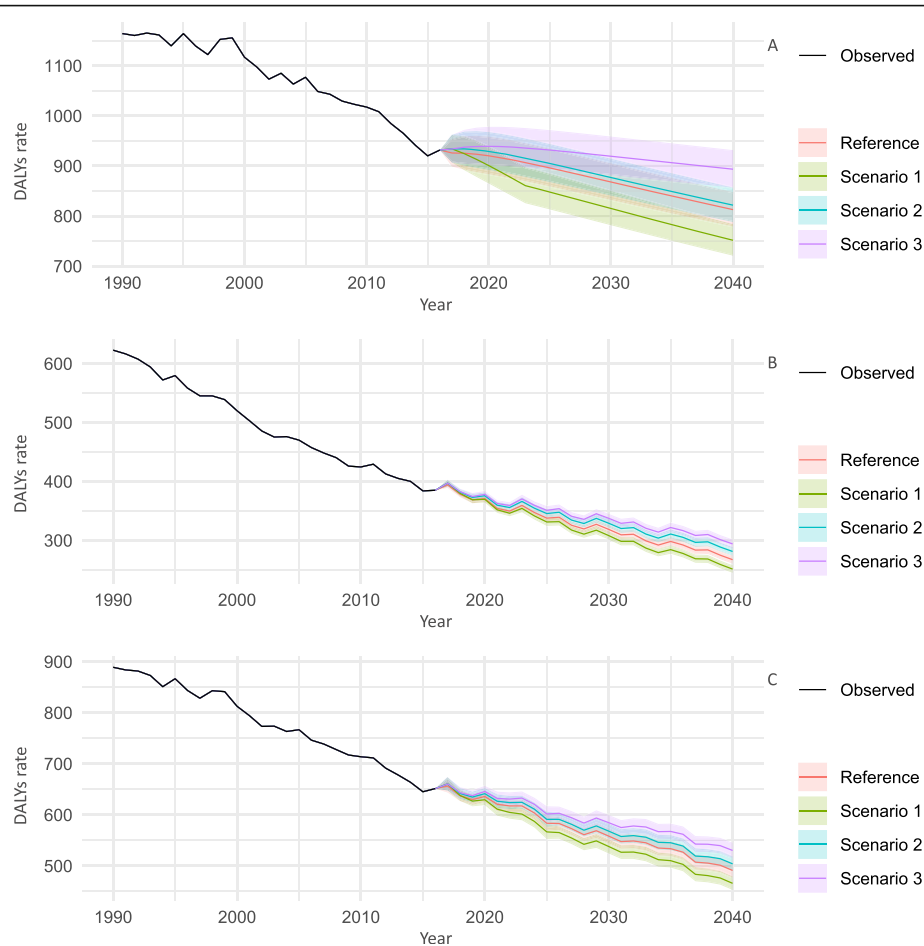 A
Observed
1100
1000
900
800
700
DALYs rate
Reference
Scenario 1
Scenario 2
Scenario 3
1990 2000 2010 2020 2030 2040
Year
B
Observed
600
500
400
300
DALYs rate
Reference
Scenario 1
Scenario 2
Scenario 3
1990 2000 2010 2020 2030 2040
Year
C
Observed
900
800
700
600
500
DALYs rate
Reference
Scenario 1
Scenario 2
Scenario 3
1990 2000 2010 2020 2030 2040
Year